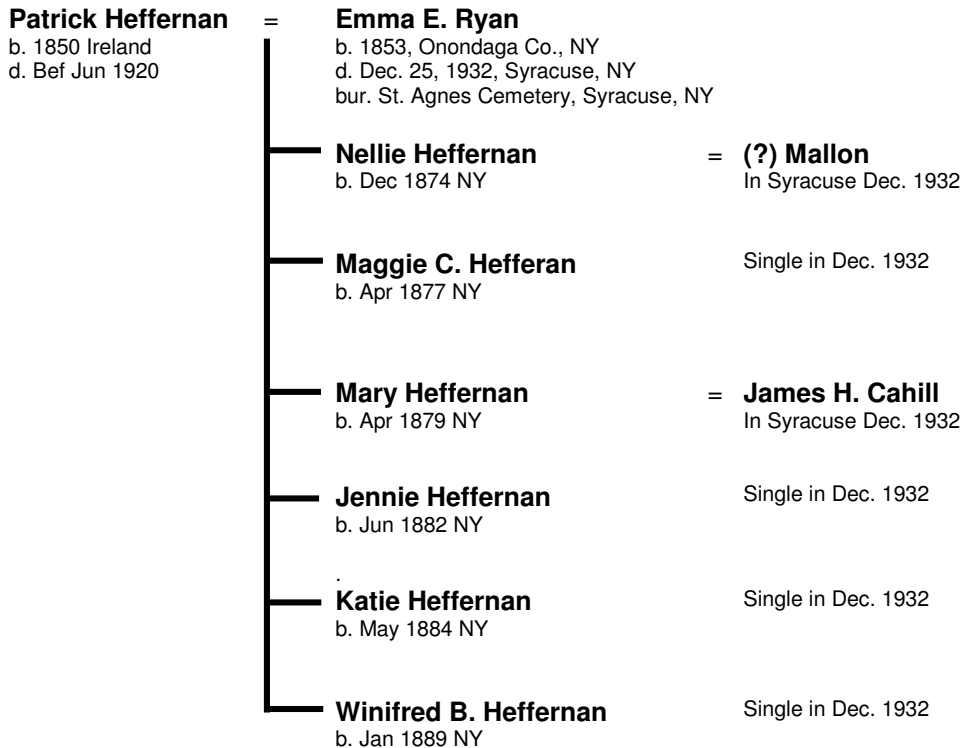 Patrick Heffernan = Emma E. Ryan
b. 1850 Ireland b. 1853, Onondaga Co., NY
d. Bef Jun 1920 d. Dec. 25, 1932, Syracuse, NY
bur. St. Agnes Cemetery, Syracuse, NY
Nellie Heffernan = (?) Mallon
b. Dec 1874 NY In Syracuse Dec. 1932
Maggie C. Hefferan Single in Dec. 1932
b. Apr 1877 NY
Mary Heffernan = James H. Cahill
b. Apr 1879 NY In Syracuse Dec. 1932
Jennie Heffernan Single in Dec. 1932
b. Jun 1882 NY
.
Katie Heffernan Single in Dec. 1932
b. May 1884 NY
Winifred B. Heffernan Single in Dec. 1932
b. Jan 1889 NY